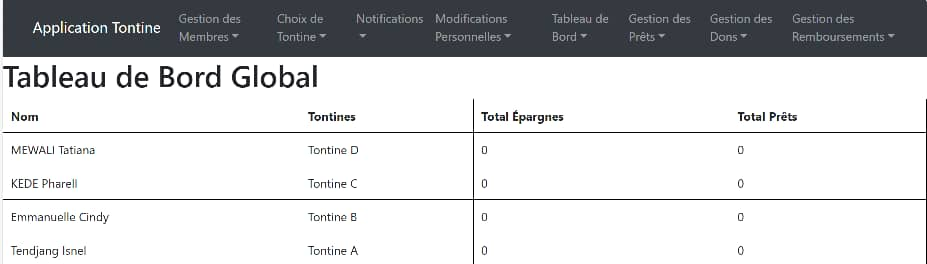 Application Tontine
Gestion des Membres
Choix de Tontine
Notifications
Modifications Personnelles
Tableau de Bord
Gestion des Prêts
Gestion des Dons
Gestion des Remboursements
Tableau de Bord Global
Nom Tontines Total Épargnes Total Prêts
MEWALI Tatiana Tontine D 0 0
KEDE Pharell Tontine C 0 0
Emmanuelle Cindy Tontine B 0 0
Tendjang Isnel Tontine A 0 0